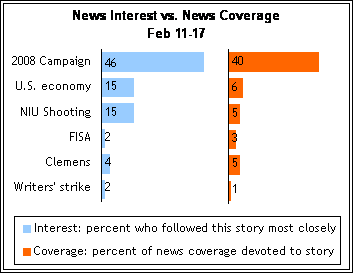 News Interest vs. News Coverage
Feb 11-17
2008 Campaign 46 40
U.S. economy 15 6
NIU Shooting 15 5
FISA 2 3
Clemens 4 5
Writers' strike 2 1
Interest: percent who followed this story most closely
Coverage: percent of news coverage devoted to story